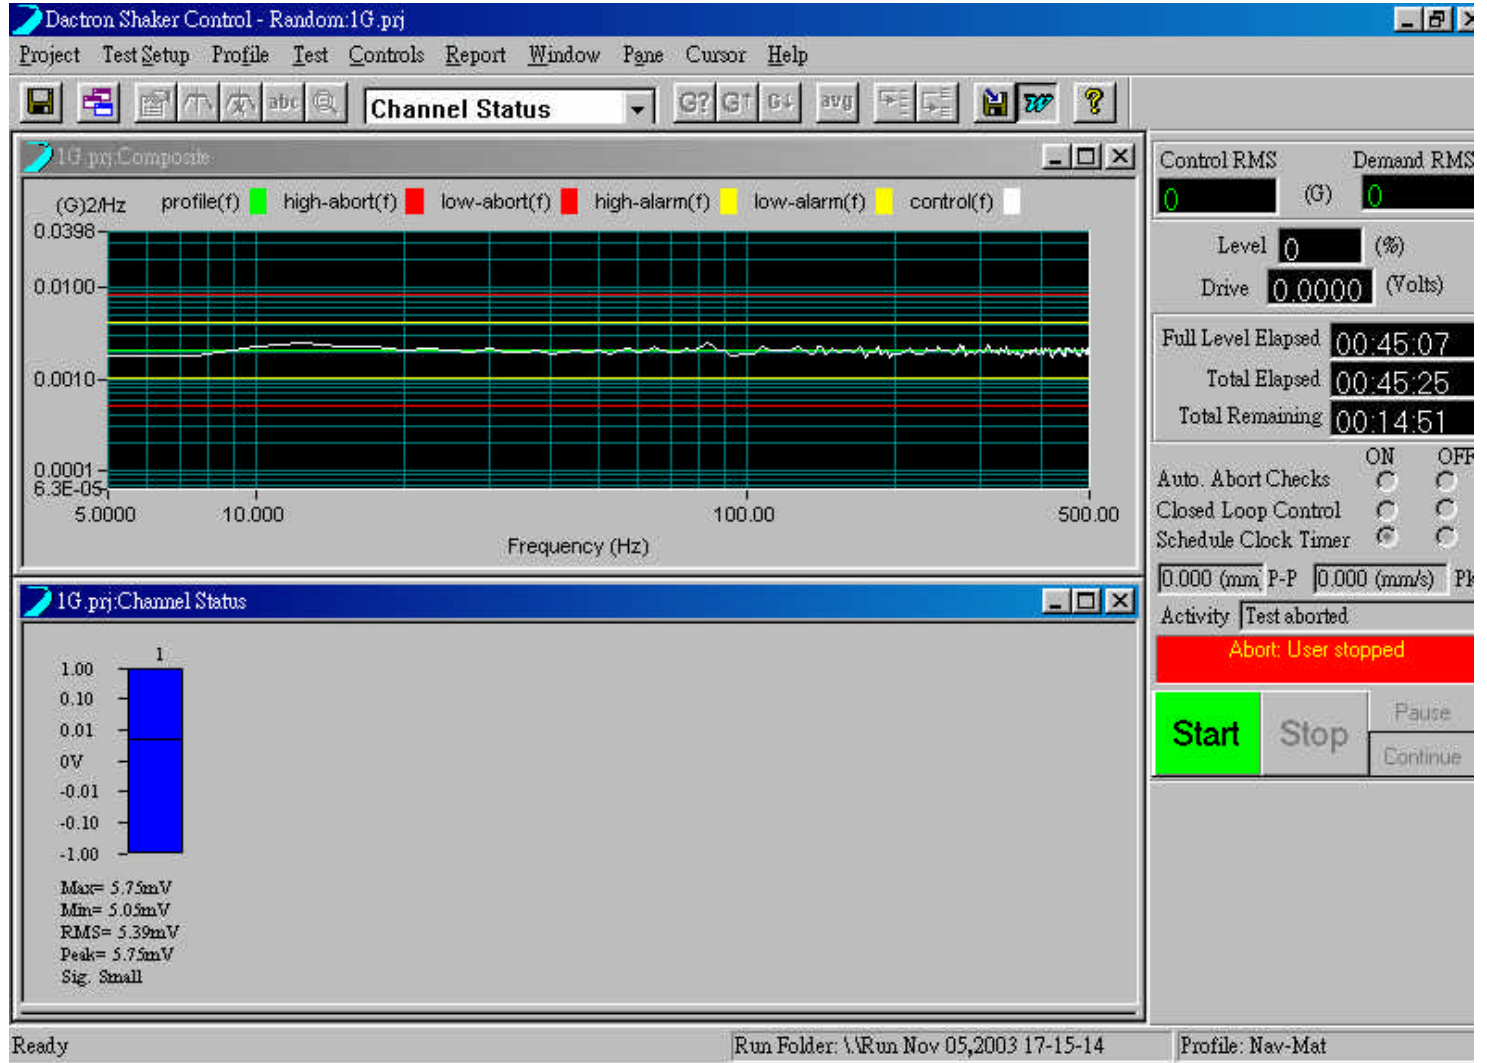 Dactron Shaker Control - Random:1G.prj
Project Test Setup Profile Test Controls Report Window Pane Cursor Help
abc Channel Status G? G↑ G↓ avg ?
1G.prj:Composite
(G)2/Hz profile(f) high-abort(f) low-abort(f) high-alarm(f) low-alarm(f) control(f)
0.0398
0.0100
0.0010
0.0001
6.3E-05
5.0000 10.000 100.00 500.00
Frequency (Hz)
1G.prj:Channel Status
1
1.00
0.10
0.01
0V
-0.01
-0.10
-1.00
Max= 5.75mV
Min= 5.05mV
RMS= 5.39mV
Peak= 5.75mV
Sig. Small
Control RMS Demand RMS
0 (G) 0
Level 0 (%)
Drive 0.0000 (Volts)
Full Level Elapsed 00:45:07
Total Elapsed 00:45:25
Total Remaining 00:14:51
ON OFF
Auto. Abort Checks
Closed Loop Control
Schedule Clock Timer
0.000 (mm P-P 0.000 (mm/s) Pk
Activity Test aborted
Abort: User stopped
Start Stop Pause
Continue
Ready Run Folder: \.\Run Nov 05,2003 17-15-14 Profile: Nav-Mat